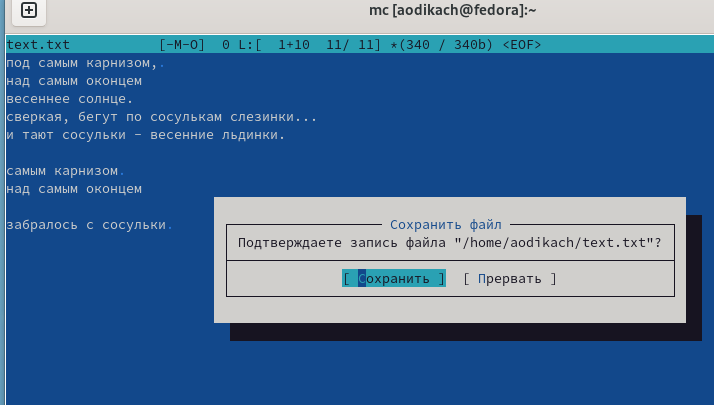 mc [aodikach@fedora]:~
text.txt [-M-O] 0 L:[ 1+10 11/ 11] *(340 / 340b) <EOF>
под самым карнизом,.
над самым оконцем
весеннее солнце.
сверкая, бегут по сосулькам слезинки...
и тают сосульки - весенние льдинки.
самым карнизом.
над самым оконцем
забралось с сосульки.
Сохранить файл
Подтверждаете запись файла "/home/aodikach/text.txt"?
[ Сохранить ] [ Прервать ]